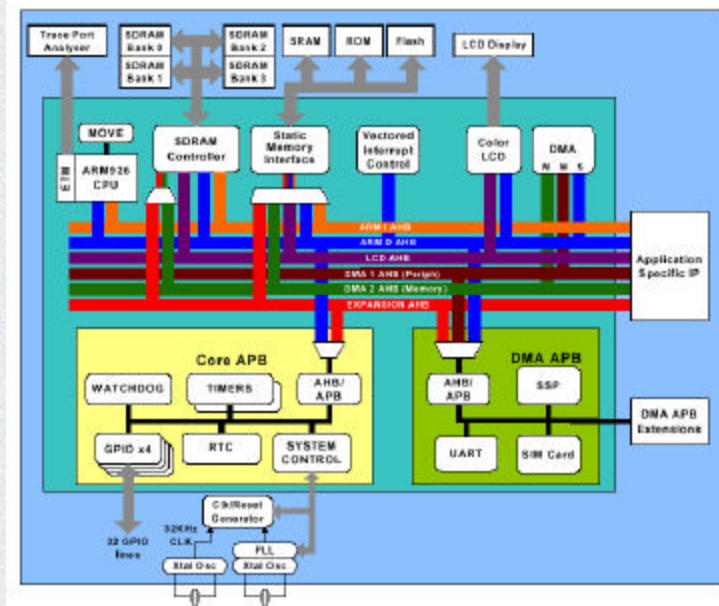 Trace Port
Analyser
SDRAM
Bank 0
SDRAM
Bank 2
SDRAM
Bank 1
SDRAM
Bank 3
SRAM
ROM
Flash
LCD Display
MOVE
ETM
ARM926
CPU
SDRAM
Controller
Static
Memory
Interface
Vectored
Interrupt
Control
Color
LCD
DMA
N M S
ARM I AHB
ARM D AHB
LCD AHB
DMA 1 AHB (Periph)
DMA 2 AHB (Memory)
EXPANSION AHB
Application
Specific IP
Core APB
AHB/
APB
WATCHDOG
TIMERS
GPIO x4
RTC
SYSTEM
CONTROL
DMA APB
AHB/
APB
SSP
UART
SIM Card
DMA APB
Extensions
32 GPIO
lines
32KHz
CLK
Clk/Reset
Generator
PLL
Xtal Osc
Xtal Osc